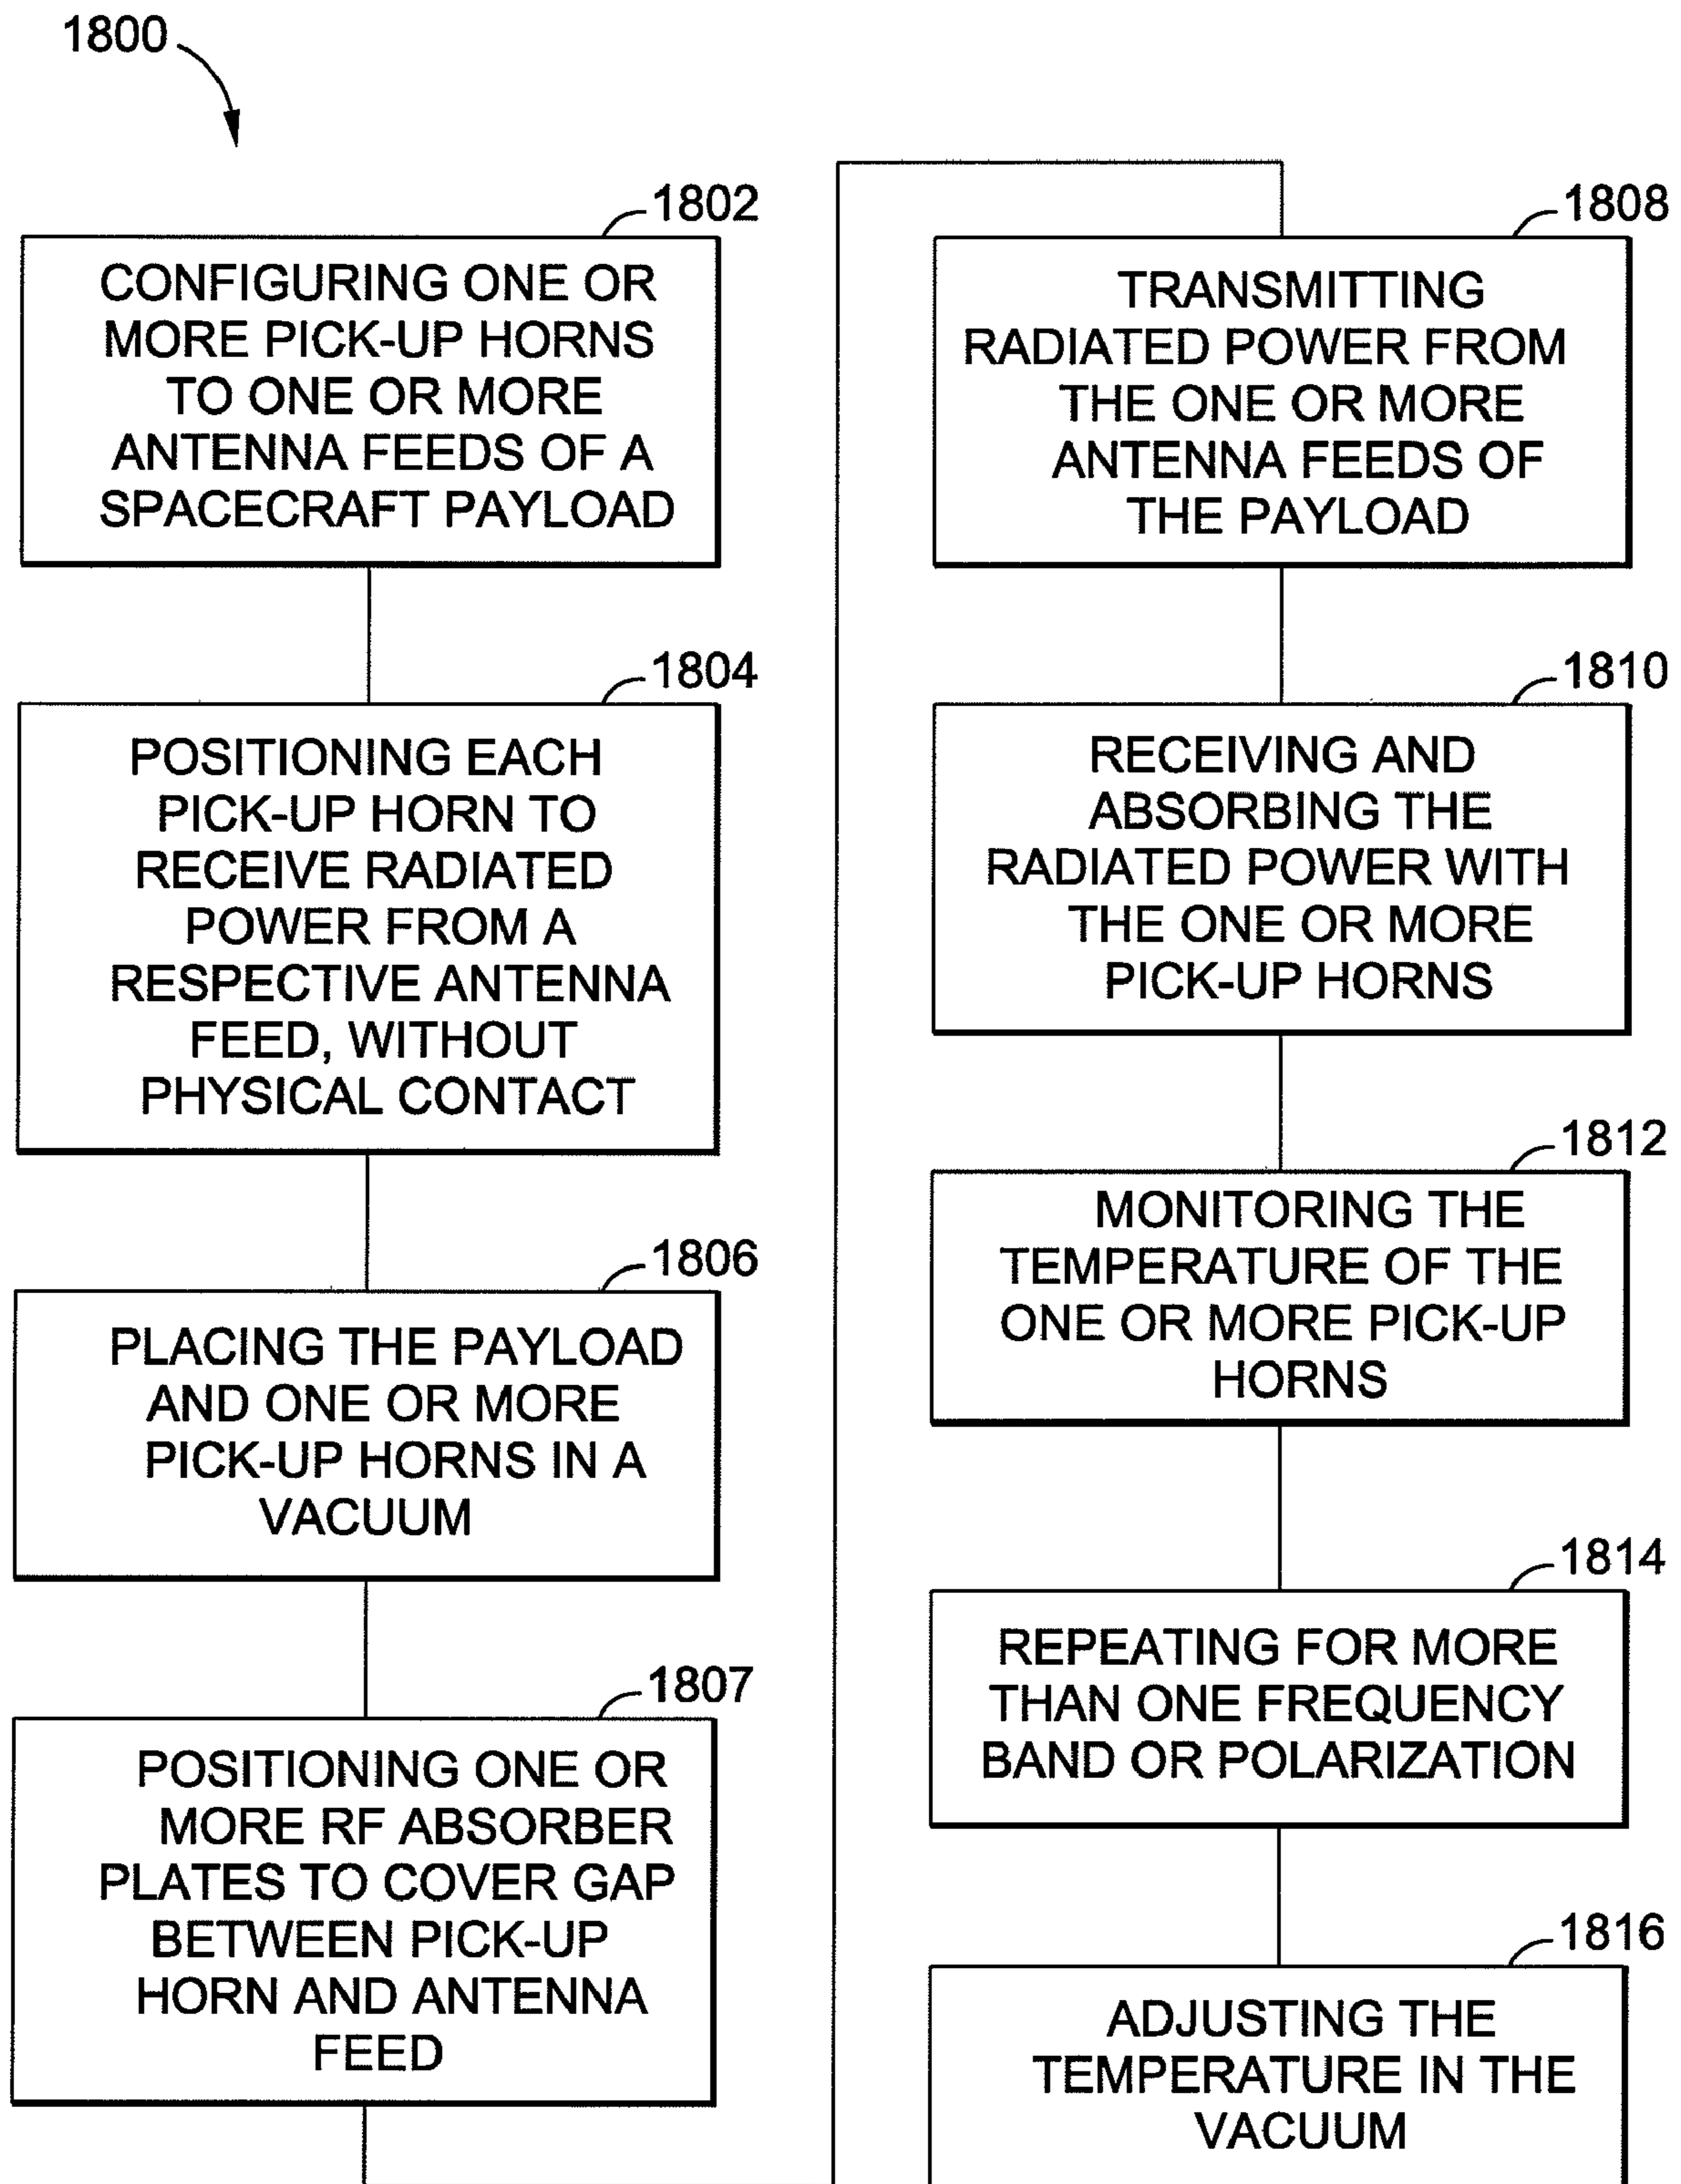 1800
1802
CONFIGURING ONE OR
MORE PICK-UP HORNS
TO ONE OR MORE
ANTENNA FEEDS OF A
SPACECRAFT PAYLOAD
1804
POSITIONING EACH
PICK-UP HORN TO
RECEIVE RADIATED
POWER FROM A
RESPECTIVE ANTENNA
FEED, WITHOUT
PHYSICAL CONTACT
1806
PLACING THE PAYLOAD
AND ONE OR MORE
PICK-UP HORNS IN A
VACUUM
1807
POSITIONING ONE OR
MORE RF ABSORBER
PLATES TO COVER GAP
BETWEEN PICK-UP
HORN AND ANTENNA
FEED
1808
TRANSMITTING
RADIATED POWER FROM
THE ONE OR MORE
ANTENNA FEEDS OF
THE PAYLOAD
1810
RECEIVING AND
ABSORBING THE
RADIATED POWER WITH
THE ONE OR MORE
PICK-UP HORNS
1812
MONITORING THE
TEMPERATURE OF THE
ONE OR MORE PICK-UP
HORNS
1814
REPEATING FOR MORE
THAN ONE FREQUENCY
BAND OR POLARIZATION
1816
ADJUSTING THE
TEMPERATURE IN THE
VACUUM